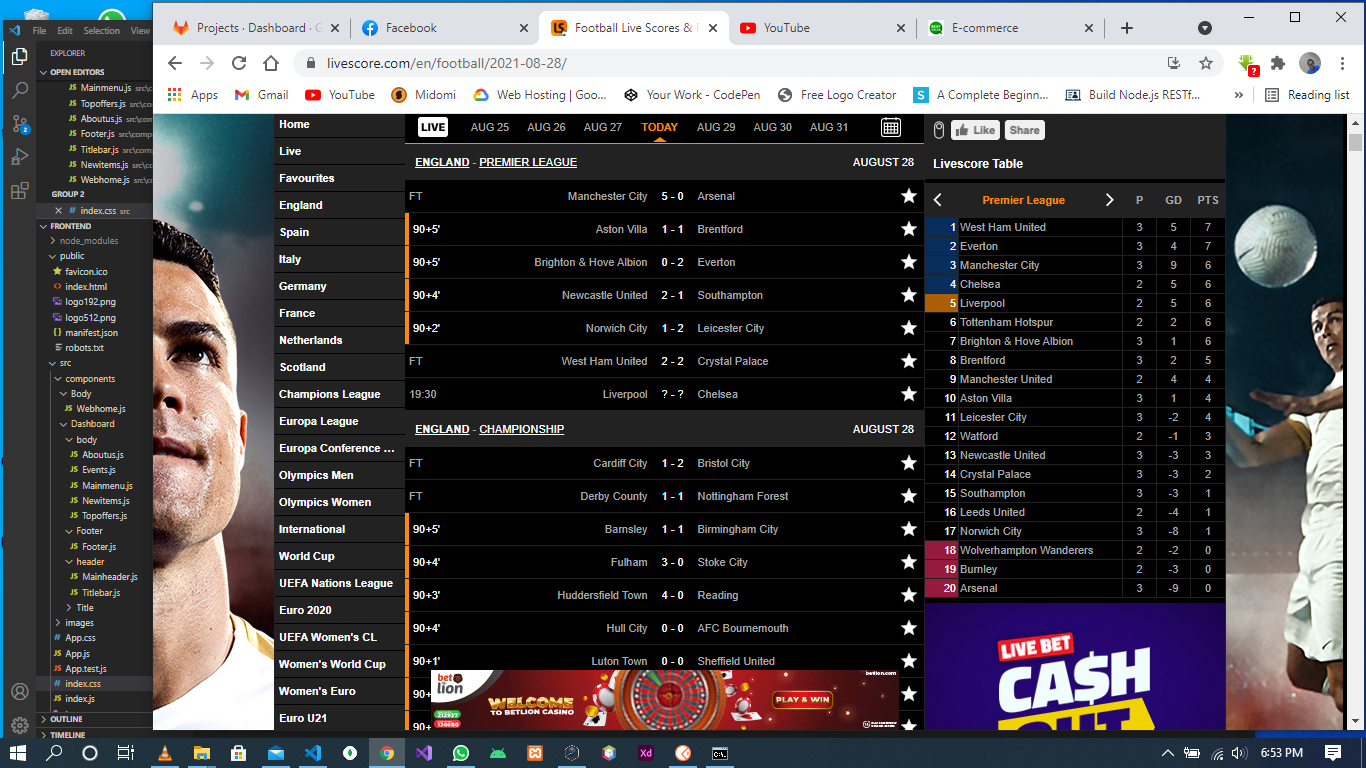 Projects · Dashboard · G
Facebook
Football Live Scores & F
YouTube
E-commerce
livescore.com/en/football/2021-08-28/
Apps
Gmail
YouTube
Midomi
Web Hosting | Goo...
Your Work - CodePen
Free Logo Creator
A Complete Beginn...
Build Node.js RESTf...
»
Reading list
File Edit Selection View
EXPLORER
OPEN EDITORS
JS Mainmenu.js src\c
JS Topoffers.js src\co
JS Aboutus.js src\com
JS Footer.js src\comp
JS Titlebar.js src\com
JS Newitems.js src\c
JS Webhome.js src\c
GROUP 2
# index.css src
FRONTEND
node_modules
public
favicon.ico
index.html
logo192.png
logo512.png
manifest.json
robots.txt
src
components
Body
JS Webhome.js
Dashboard
body
JS Aboutus.js
JS Events.js
JS Mainmenu.js
JS Newitems.js
JS Topoffers.js
Footer
JS Footer.js
header
JS Mainheader.js
JS Titlebar.js
Title
images
# App.css
JS App.js
JS App.test.js
# index.css
JS index.js
OUTLINE
TIMELINE
Home
Live
Favourites
England
Spain
Italy
Germany
France
Netherlands
Scotland
Champions League
Europa League
Europa Conference ...
Olympics Men
Olympics Women
International
World Cup
UEFA Nations League
Euro 2020
UEFA Women's CL
Women's World Cup
Women's Euro
Euro U21
LIVE AUG 25 AUG 26 AUG 27 TODAY AUG 29 AUG 30 AUG 31
ENGLAND - PREMIER LEAGUE AUGUST 28
FT Manchester City 5 - 0 Arsenal
90+5' Aston Villa 1 - 1 Brentford
90+5' Brighton & Hove Albion 0 - 2 Everton
90+4' Newcastle United 2 - 1 Southampton
90+2' Norwich City 1 - 2 Leicester City
FT West Ham United 2 - 2 Crystal Palace
19:30 Liverpool ? - ? Chelsea
ENGLAND - CHAMPIONSHIP AUGUST 28
FT Cardiff City 1 - 2 Bristol City
FT Derby County 1 - 1 Nottingham Forest
90+5' Barnsley 1 - 1 Birmingham City
90+4' Fulham 3 - 0 Stoke City
90+3' Huddersfield Town 4 - 0 Reading
90+4' Hull City 0 - 0 AFC Bournemouth
90+1' Luton Town 0 - 0 Sheffield United
90+
90+
bet lion
WELCOME
TO BETLION CASINO
PLAY & WIN
betlion.com
Like Share
Livescore Table
Premier League P GD PTS
1 West Ham United 3 5 7
2 Everton 3 4 7
3 Manchester City 3 9 6
4 Chelsea 2 5 6
5 Liverpool 2 5 6
6 Tottenham Hotspur 2 2 6
7 Brighton & Hove Albion 3 1 6
8 Brentford 3 2 5
9 Manchester United 2 4 4
10 Aston Villa 3 1 4
11 Leicester City 3 -2 4
12 Watford 2 -1 3
13 Newcastle United 3 -3 3
14 Crystal Palace 3 -3 2
15 Southampton 3 -3 1
16 Leeds United 2 -4 1
17 Norwich City 3 -8 1
18 Wolverhampton Wanderers 2 -2 0
19 Burnley 2 -3 0
20 Arsenal 3 -9 0
LIVE BET
CA$H
OUT
6:53 PM